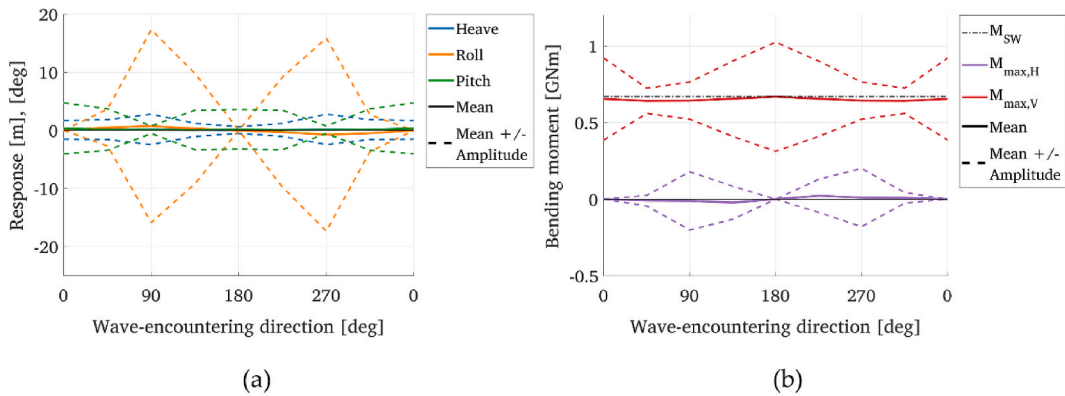 20
10
0
-10
-20
0
90
180
270
0
Response [m], [deg]
Wave-encountering direction [deg]
Heave
Roll
Pitch
Mean
Mean +/-
Amplitude
(a)
1
0.5
0
-0.5
0
90
180
270
0
Bending moment [GNm]
Wave-encountering direction [deg]
M_SW
M_max,H
M_max,V
Mean
Mean +/-
Amplitude
(b)